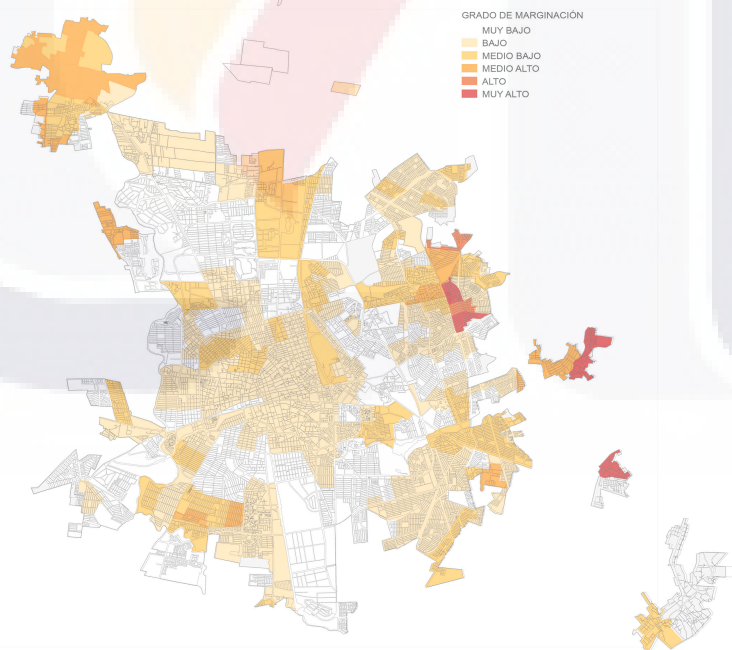 GRADO DE MARGINACIÓN
MUY BAJO
BAJO
MEDIO BAJO
MEDIO ALTO
ALTO
MUY ALTO